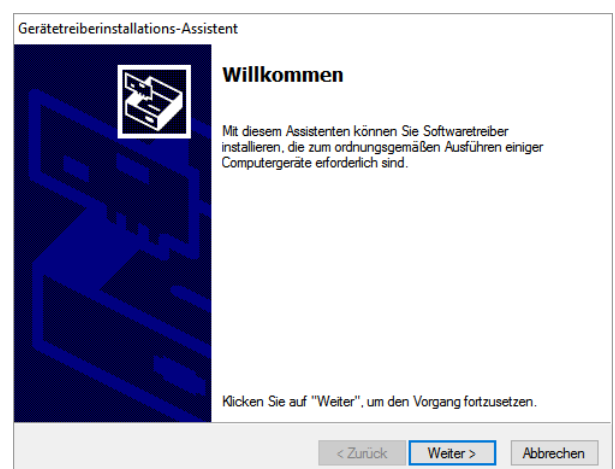 Gerätetreiberinstallations-Assistent
Willkommen
Mit diesem Assistenten können Sie Softwaretreiber
installieren, die zum ordnungsgemäßen Ausführen einiger
Computergeräte erforderlich sind.
Klicken Sie auf "Weiter", um den Vorgang fortzusetzen.
< Zurück Weiter > Abbrechen